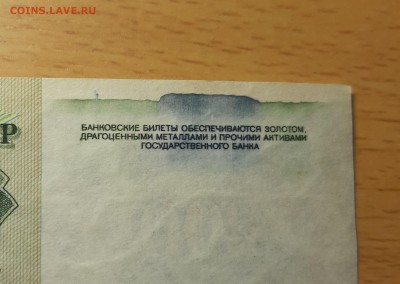 COINS.LAVE.RU
Р
БАНКОВСКИЕ БИЛЕТЫ ОБЕСПЕЧИВАЮТСЯ ЗОЛОТОМ,
ДРАГОЦЕННЫМИ МЕТАЛЛАМИ И ПРОЧИМИ АКТИВАМИ
ГОСУДАРСТВЕННОГО БАНКА